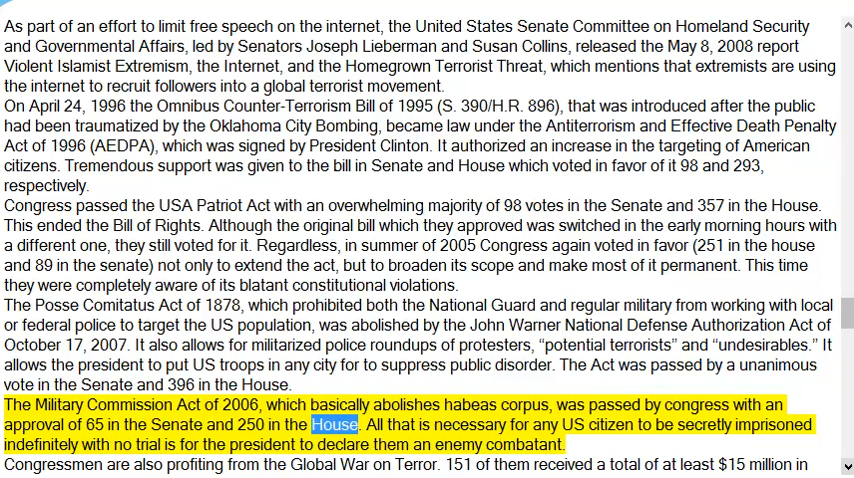 As part of an effort to limit free speech on the internet, the United States Senate Committee on Homeland Security
and Governmental Affairs, led by Senators Joseph Lieberman and Susan Collins, released the May 8, 2008 report
Violent Islamist Extremism, the Internet, and the Homegrown Terrorist Threat, which mentions that extremists are using
the internet to recruit followers into a global terrorist movement.
On April 24, 1996 the Omnibus Counter-Terrorism Bill of 1995 (S. 390/H.R. 896), that was introduced after the public
had been traumatized by the Oklahoma City Bombing, became law under the Antiterrorism and Effective Death Penalty
Act of 1996 (AEDPA), which was signed by President Clinton. It authorized an increase in the targeting of American
citizens. Tremendous support was given to the bill in Senate and House which voted in favor of it 98 and 293,
respectively.
Congress passed the USA Patriot Act with an overwhelming majority of 98 votes in the Senate and 357 in the House.
This ended the Bill of Rights. Although the original bill which they approved was switched in the early morning hours with
a different one, they still voted for it. Regardless, in summer of 2005 Congress again voted in favor (251 in the house
and 89 in the senate) not only to extend the act, but to broaden its scope and make most of it permanent. This time
they were completely aware of its blatant constitutional violations.
The Posse Comitatus Act of 1878, which prohibited both the National Guard and regular military from working with local
or federal police to target the US population, was abolished by the John Warner National Defense Authorization Act of
October 17, 2007. It also allows for militarized police roundups of protesters, “potential terrorists” and “undesirables.” It
allows the president to put US troops in any city for to suppress public disorder. The Act was passed by a unanimous
vote in the Senate and 396 in the House.
The Military Commission Act of 2006, which basically abolishes habeas corpus, was passed by congress with an
approval of 65 in the Senate and 250 in the House. All that is necessary for any US citizen to be secretly imprisoned
indefinitely with no trial is for the president to declare them an enemy combatant.
Congressmen are also profiting from the Global War on Terror. 151 of them received a total of at least $15 million in